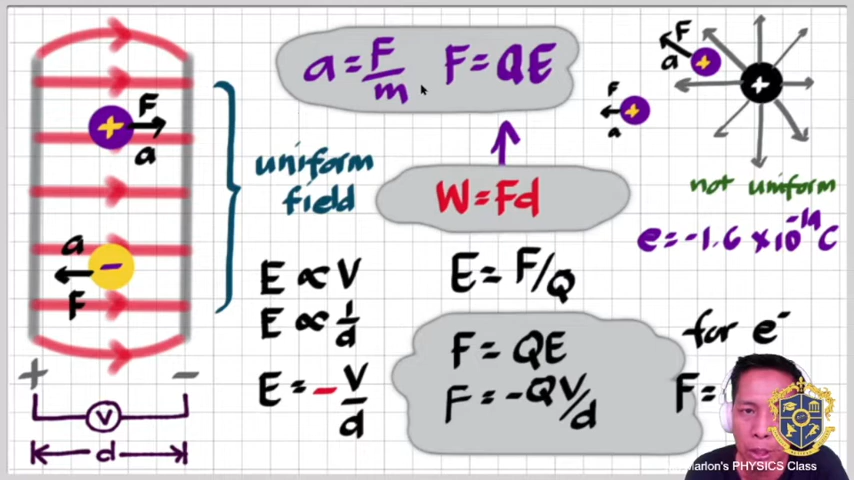 a = F/m F = QE
F
a
F
a
F
a
uniform
field
W = Fd
not uniform
e = -1.6 × 10⁻¹⁹ C
a
F
E ∝ V
E ∝ 1/d
E = - V/d
E = F/Q
F = QE
F = -QV/d
for e⁻
F =
+ -
V
d
Marlon's PHYSICS Class